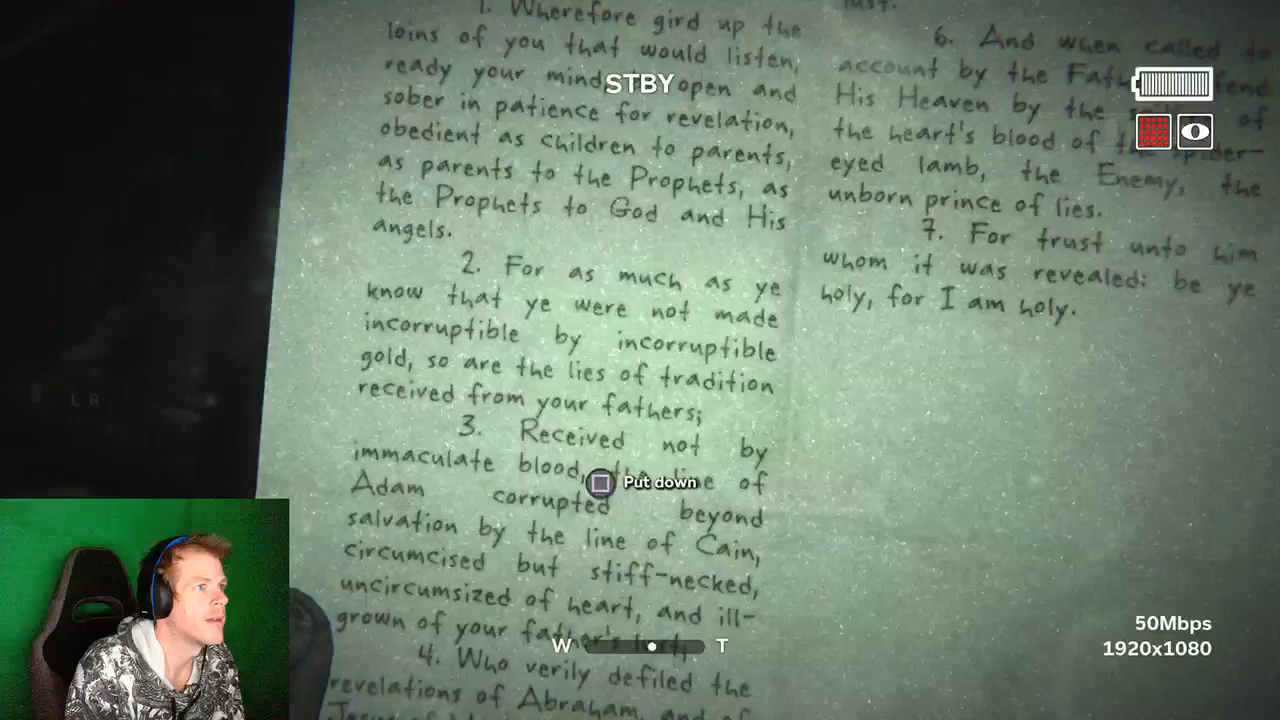 1. Wherefore gird up the
loins of you that would listen,
ready your mind open and
sober in patience for revelation,
obedient as children to parents,
as parents to the Prophets, as
the Prophets to God and His
angels.
2. For as much as ye
know that ye were not made
incorruptible by incorruptible
gold, so are the lies of tradition
received from your fathers;
3. Received not by
immaculate blood, the line of
Adam corrupted beyond
salvation by the line of Cain,
circumcised but stiff-necked,
uncircumsized of heart, and ill-
grown of your father's
4. Who verily defiled the
revelations of Abraham, and of
Jesus of
lust.
6. And when called to
account by the
His Heaven by the of
the heart's blood of the spider-
eyed lamb, the Enemy, the
unborn prince of lies.
7. For trust unto him
whom it was revealed: be ye
holy, for I am holy.
STBY
L R
Put down
W T
50Mbps
1920x1080